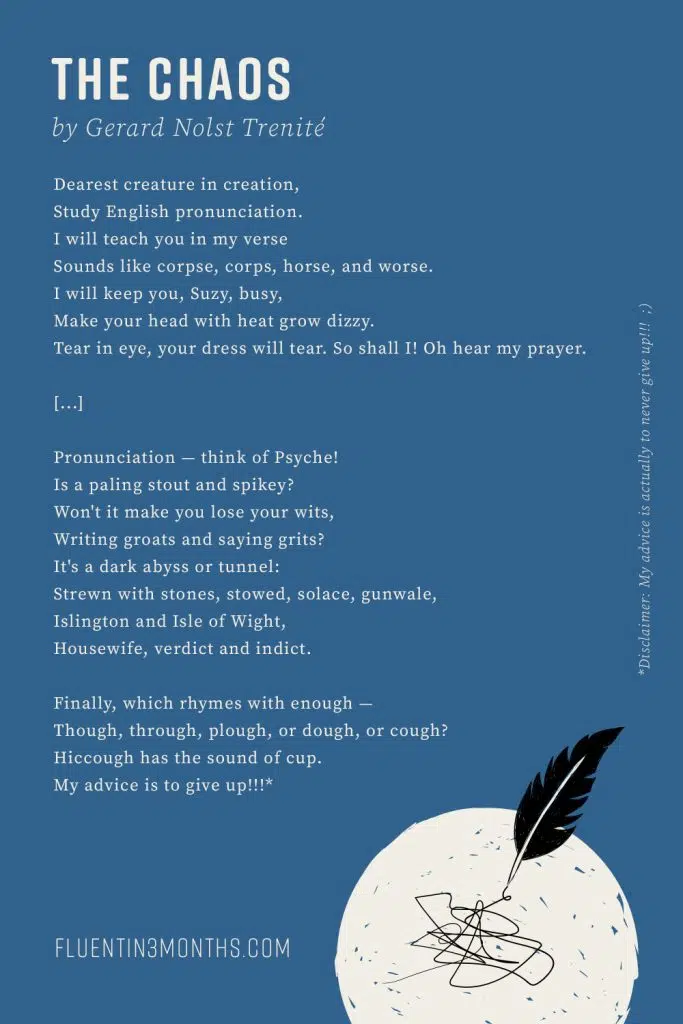 THE CHAOS
by Gerard Nolst Trenité
Dearest creature in creation,
Study English pronunciation.
I will teach you in my verse
Sounds like corpse, corps, horse, and worse.
I will keep you, Suzy, busy,
Make your head with heat grow dizzy.
Tear in eye, your dress will tear. So shall I! Oh hear my prayer.
[...]
Pronunciation — think of Psyche!
Is a paling stout and spikey?
Won't it make you lose your wits,
Writing groats and saying grits?
It's a dark abyss or tunnel:
Strewn with stones, stowed, solace, gunwale,
Islington and Isle of Wight,
Housewife, verdict and indict.
Finally, which rhymes with enough —
Though, through, plough, or dough, or cough?
Hiccough has the sound of cup.
My advice is to give up!!!*
*Disclaimer: My advice is actually to never give up!!! ;)
FLUENTIN3MONTHS.COM